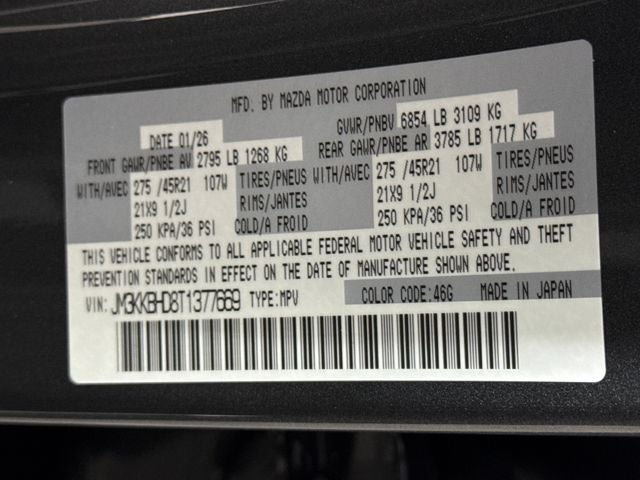 MFD. BY MAZDA MOTOR CORPORATION
DATE 01/26 GVWR/PNBV 6854 LB 3109 KG
FRONT GAWR/PNBE AV 2795 LB 1268 KG REAR GAWR/PNBE AR 3785 LB 1717 KG
WITH/AVEC 275 /45R21 107W TIRES/PNEUS WITH/AVEC 275 /45R21 107W TIRES/PNEUS
21X9 1/2J RIMS/JANTES 21X9 1/2J RIMS/JANTES
250 KPA/36 PSI COLD/A FROID 250 KPA/36 PSI COLD/A FROID
THIS VEHICLE CONFORMS TO ALL APPLICABLE FEDERAL MOTOR VEHICLE SAFETY AND THEFT
PREVENTION STANDARDS IN EFFECT ON THE DATE OF MANUFACTURE SHOWN ABOVE.
VIN: JM3KKBHD8T1377669 TYPE:MPV COLOR CODE:46G MADE IN JAPAN